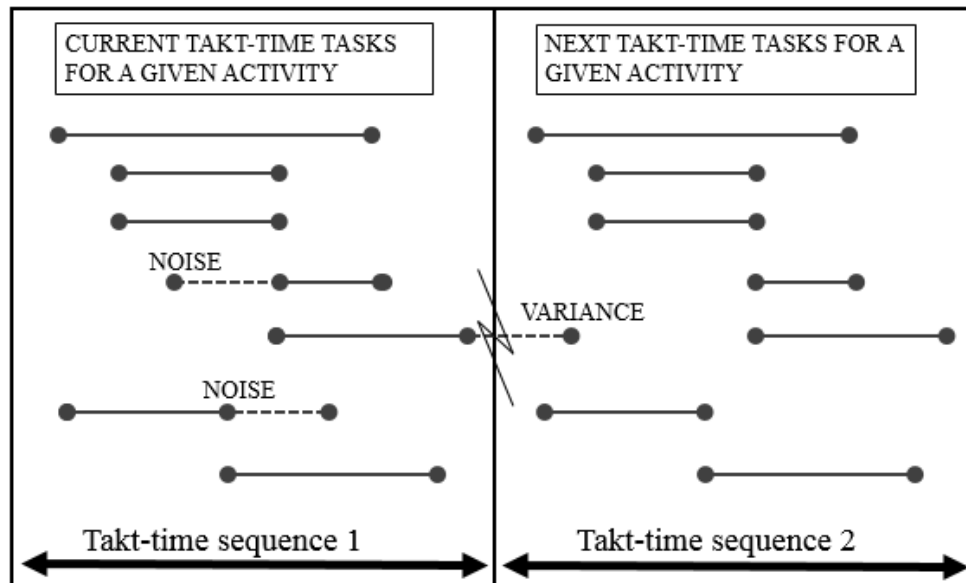 CURRENT TAKT-TIME TASKS
FOR A GIVEN ACTIVITY
NEXT TAKT-TIME TASKS FOR A
GIVEN ACTIVITY
NOISE
VARIANCE
NOISE
Takt-time sequence 1
Takt-time sequence 2